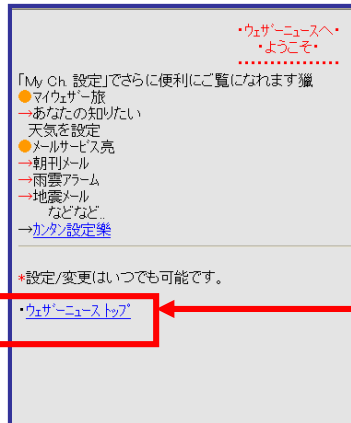 ・ウェザーニュースへ・
・ようこそ・
「My Ch. 設定」でさらに便利にご覧になれます獵
●マイウェザー旅
→あなたの知りたい
天気を設定
●メールサービス亮
→朝刊メール
→雨雲アラーム
→地震メール
などなど..
→カンタン設定樂
*設定/変更はいつでも可能です。
・ウェザーニューストップ